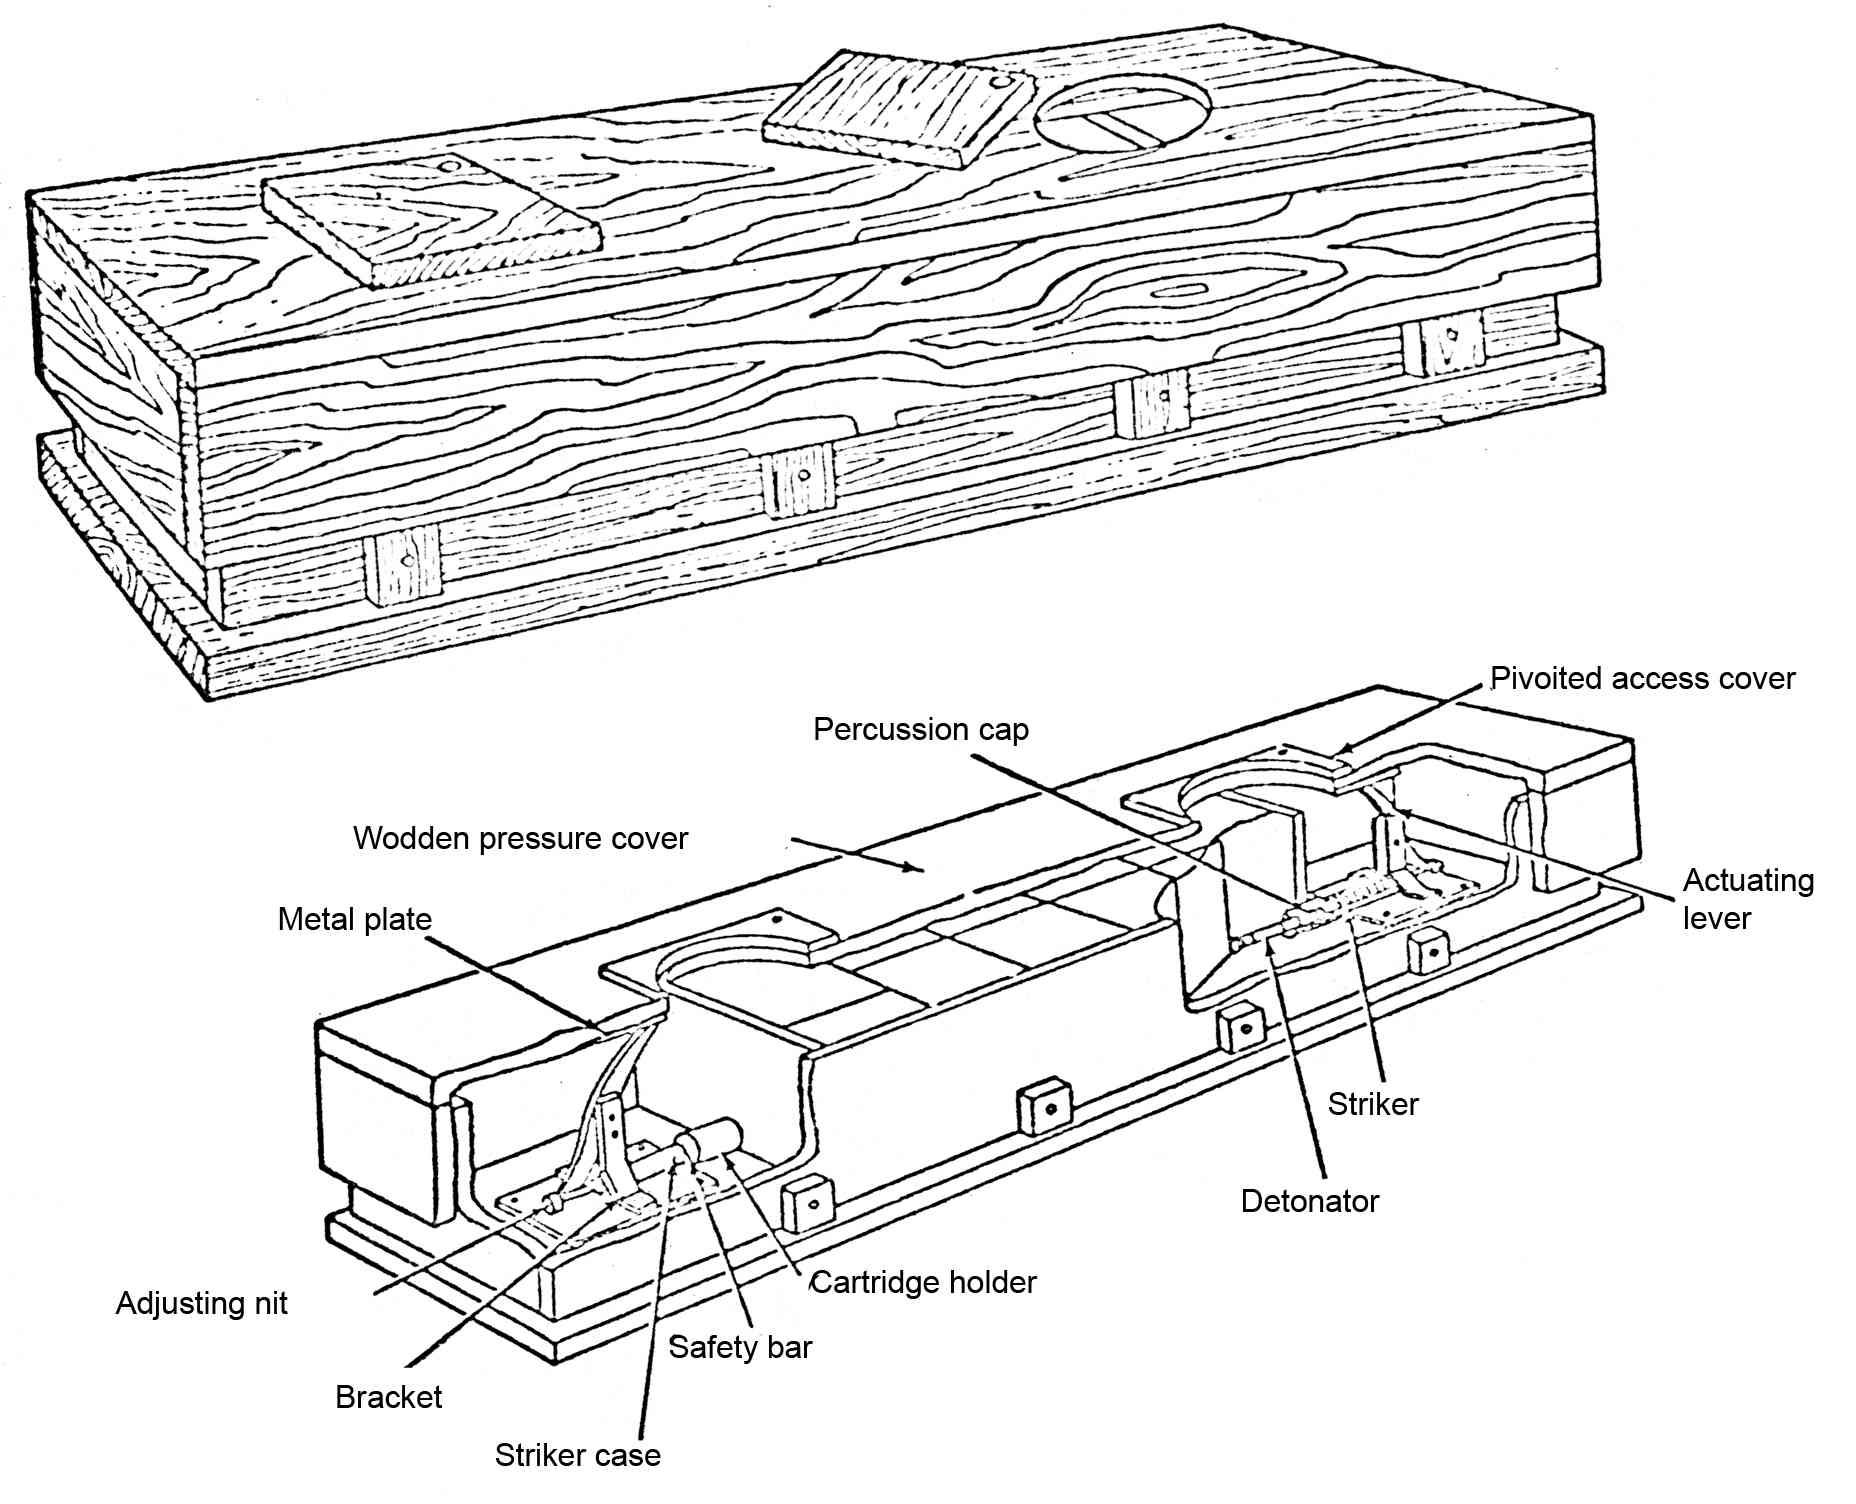 Pivoited access cover
Percussion cap
Wodden pressure cover
Metal plate
Actuating
lever
Striker
Detonator
Cartridge holder
Adjusting nit
Safety bar
Bracket
Striker case